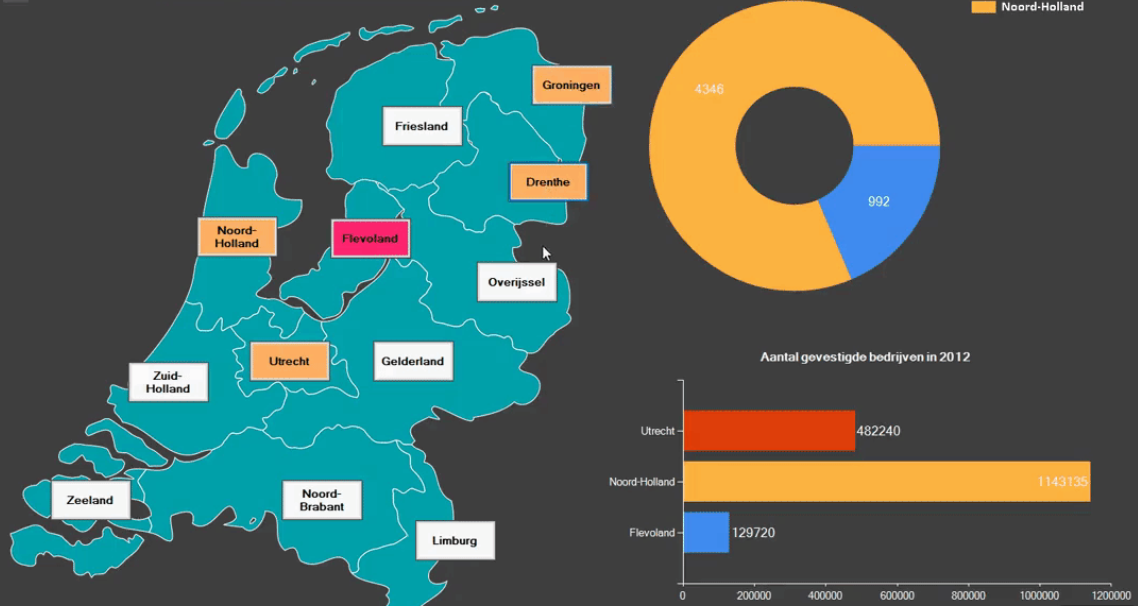 Noord-Holland
Groningen
Friesland
Drenthe
Noord-
Holland
Flevoland
Overijssel
Utrecht
Gelderland
Zuid-
Holland
Zeeland
Noord-
Brabant
Limburg
4346
992
Aantal gevestigde bedrijven in 2012
Utrecht
482240
Noord-Holland
1143135
Flevoland
129720
0 200000 400000 600000 800000 1000000 1200000